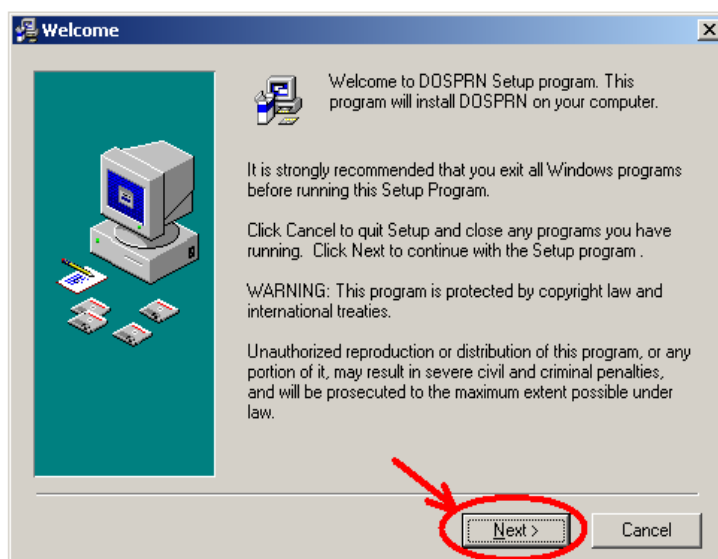 Welcome
Welcome to DOSPRN Setup program. This
program will install DOSPRN on your computer.
It is strongly recommended that you exit all Windows programs
before running this Setup Program.
Click Cancel to quit Setup and close any programs you have
running. Click Next to continue with the Setup program .
WARNING: This program is protected by copyright law and
international treaties.
Unauthorized reproduction or distribution of this program, or any
portion of it, may result in severe civil and criminal penalties,
and will be prosecuted to the maximum extent possible under
law.
Next >
Cancel